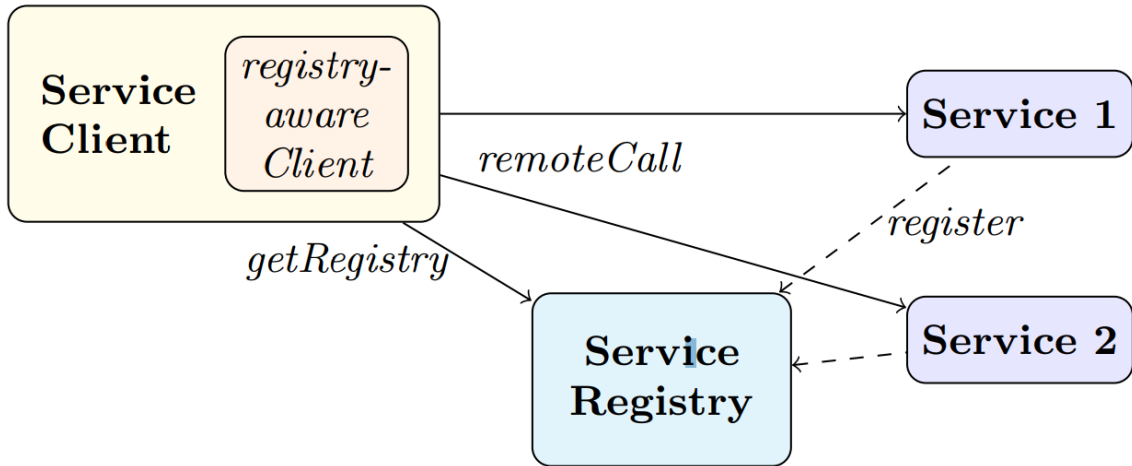 Service
Client
registry-
aware
Client
remoteCall
getRegistry
Service 1
register
Service 2
Service
Registry